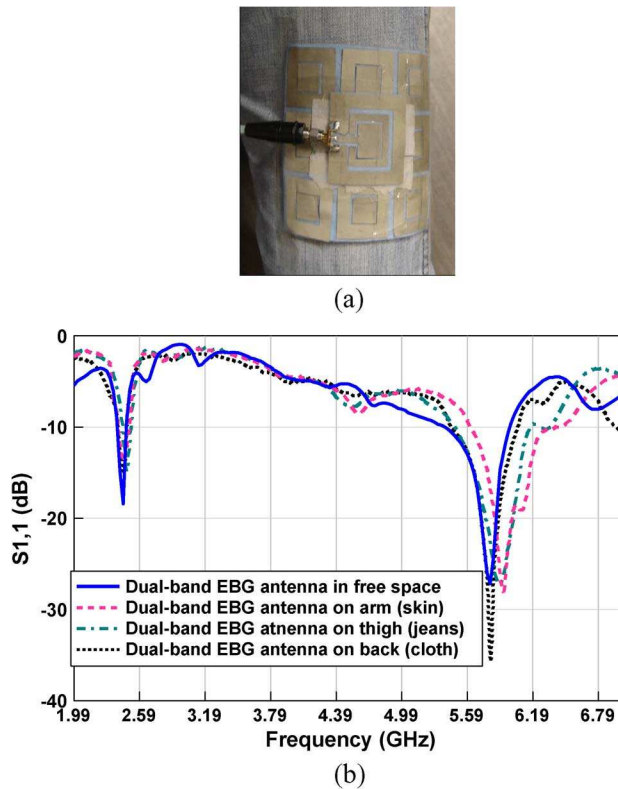 (a)
0
-10
-20
-30
-40
S1,1 (dB)
Dual-band EBG antenna in free space
Dual-band EBG antenna on arm (skin)
Dual-band EBG atnenna on thigh (jeans)
Dual-band EBG antenna on back (cloth)
1.99 2.59 3.19 3.79 4.39 4.99 5.59 6.19 6.79
Frequency (GHz)
(b)